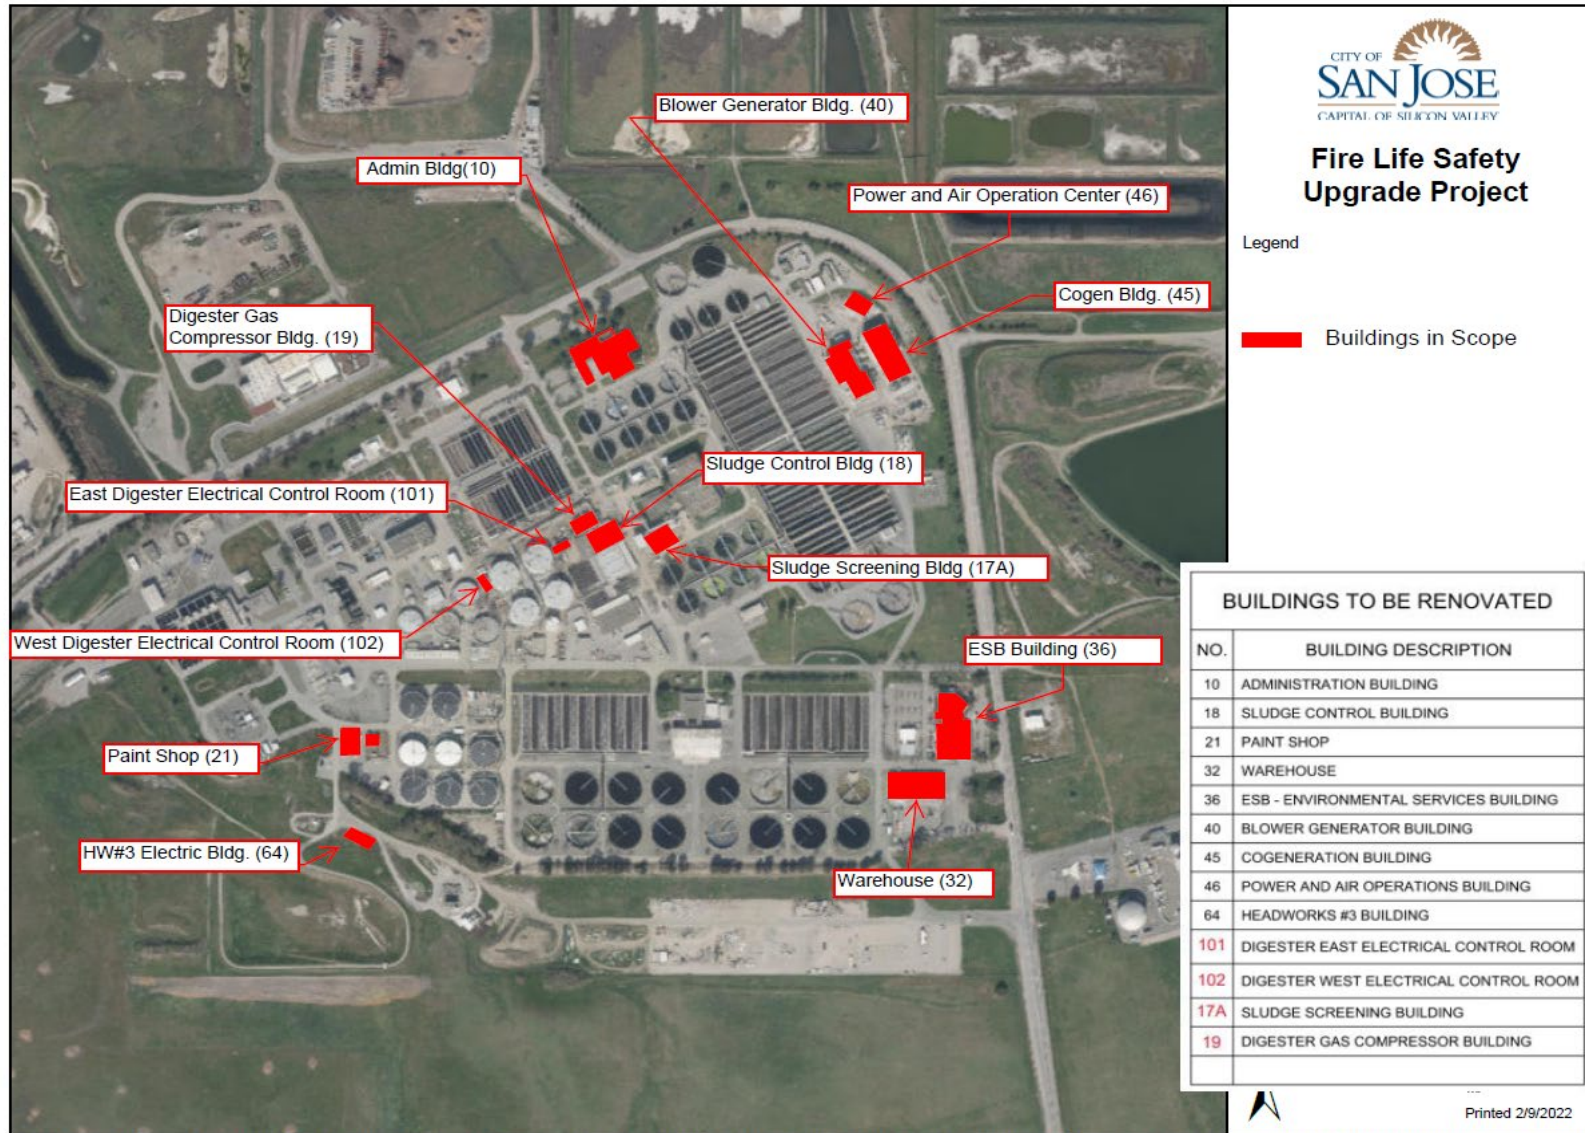 CITY OF
SAN JOSE
CAPITAL OF SILICON VALLEY
Fire Life Safety
Upgrade Project
Legend
Buildings in Scope
Blower Generator Bldg. (40)
Admin Bldg(10)
Power and Air Operation Center (46)
Cogen Bldg. (45)
Digester Gas
Compressor Bldg. (19)
Sludge Control Bldg (18)
East Digester Electrical Control Room (101)
Sludge Screening Bldg (17A)
West Digester Electrical Control Room (102)
ESB Building (36)
Paint Shop (21)
HW#3 Electric Bldg. (64)
Warehouse (32)
BUILDINGS TO BE RENOVATED
NO. BUILDING DESCRIPTION
10 ADMINISTRATION BUILDING
18 SLUDGE CONTROL BUILDING
21 PAINT SHOP
32 WAREHOUSE
36 ESB - ENVIRONMENTAL SERVICES BUILDING
40 BLOWER GENERATOR BUILDING
45 COGENERATION BUILDING
46 POWER AND AIR OPERATIONS BUILDING
64 HEADWORKS #3 BUILDING
101 DIGESTER EAST ELECTRICAL CONTROL ROOM
102 DIGESTER WEST ELECTRICAL CONTROL ROOM
17A SLUDGE SCREENING BUILDING
19 DIGESTER GAS COMPRESSOR BUILDING
Printed 2/9/2022